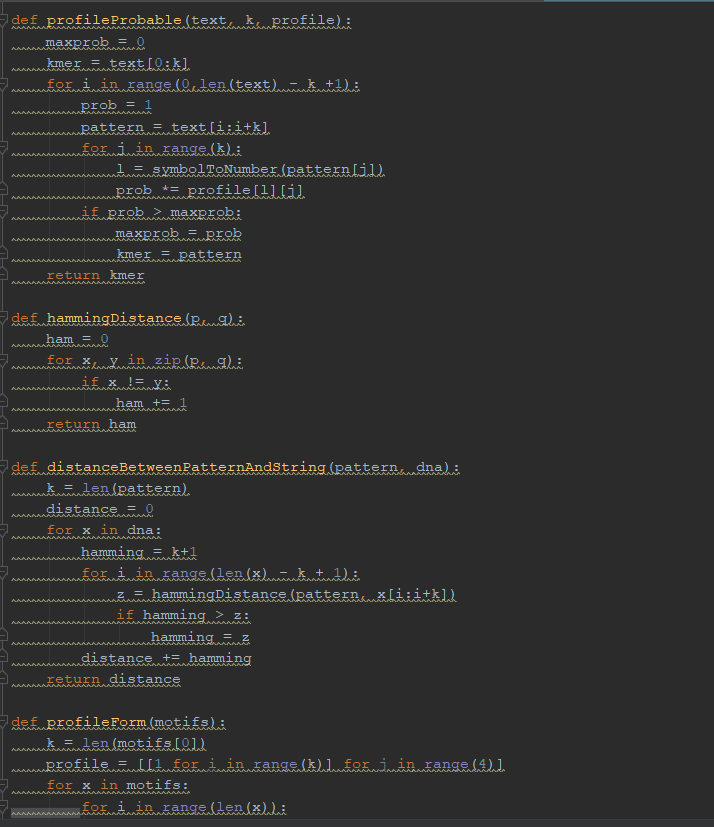 def profileProbable(text, k, profile):
    maxprob = 0
    kmer = text[0:k]
    for i in range(0,len(text) - k +1):
        prob = 1
        pattern = text[i:i+k]
        for j in range(k):
            l = symbolToNumber(pattern[j])
            prob *= profile[l][j]
        if prob > maxprob:
            maxprob = prob
            kmer = pattern
    return kmer

def hammingDistance(p, q):
    ham = 0
    for x, y in zip(p, q):
        if x != y:
            ham += 1
    return ham

def distanceBetweenPatternAndString(pattern, dna):
    k = len(pattern)
    distance = 0
    for x in dna:
        hamming = k+1
        for i in range(len(x) - k + 1):
            z = hammingDistance(pattern, x[i:i+k])
            if hamming > z:
                hamming = z
        distance += hamming
    return distance

def profileForm(motifs):
    k = len(motifs[0])
    profile = [[1 for i in range(k)] for j in range(4)]
    for x in motifs:
        for i in range(len(x)):